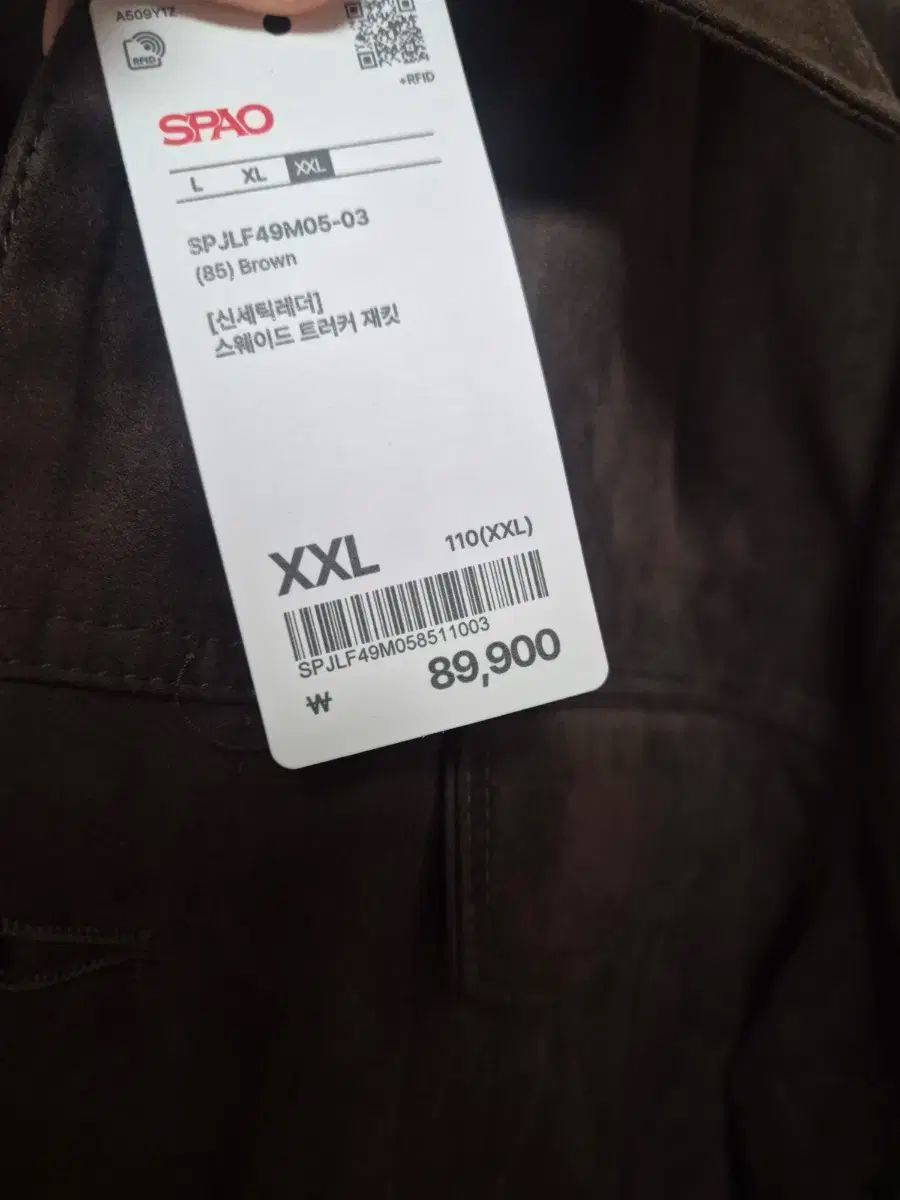 A509Y1Z
RFID
+RFID
SPAO
L XL XXL
SPJLF49M05-03
(85) Brown
[신세틱레더]
스웨이드 트러커 재킷
XXL 110(XXL)
SPJLF49M058511003
₩ 89,900